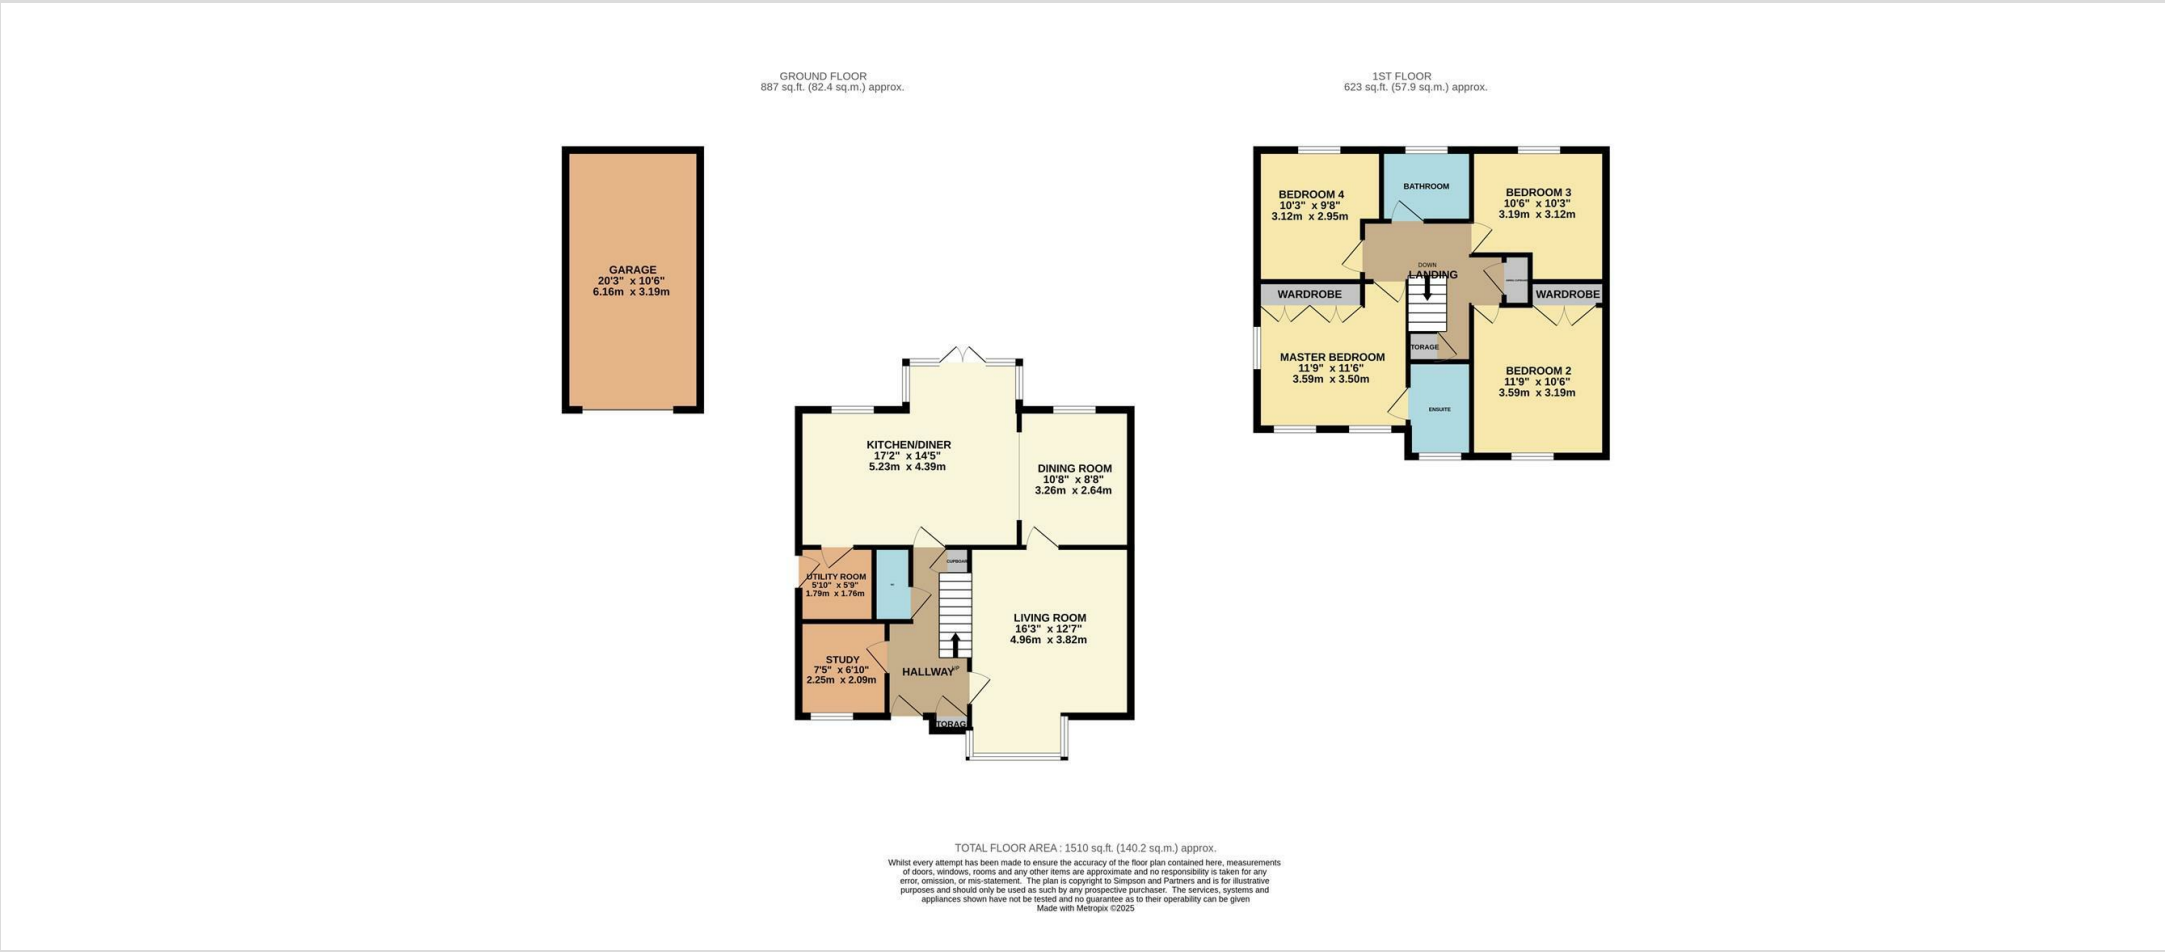 GROUND FLOOR
887 sq.ft. (82.4 sq.m.) approx.
1ST FLOOR
623 sq.ft. (57.9 sq.m.) approx.
GARAGE
20'3" x 10'6"
6.16m x 3.19m
KITCHEN/DINER
17'2" x 14'5"
5.23m x 4.39m
DINING ROOM
10'8" x 8'8"
3.26m x 2.64m
UTILITY ROOM
5'10" x 5'9"
1.79m x 1.76m
CUPBOARD
LIVING ROOM
16'3" x 12'7"
4.96m x 3.82m
STUDY
7'5" x 6'10"
2.25m x 2.09m
HALLWAY
UP
TORAG
BEDROOM 4
10'3" x 9'8"
3.12m x 2.95m
BATHROOM
BEDROOM 3
10'6" x 10'3"
3.19m x 3.12m
DOWN
LANDING
WARDROBE
WARDROBE
TORAGE
MASTER BEDROOM
11'9" x 11'6"
3.59m x 3.50m
BEDROOM 2
11'9" x 10'6"
3.59m x 3.19m
ENSUITE
TOTAL FLOOR AREA : 1510 sq.ft. (140.2 sq.m.) approx.
Whilst every attempt has been made to ensure the accuracy of the floor plan contained here, measurements
of doors, windows, rooms and any other items are approximate and no responsibility is taken for any
error, omission, or mis-statement. The plan is copyright to Simpson and Partners and is for illustrative
purposes and should only be used as such by any prospective purchaser. The services, systems and
appliances shown have not be tested and no guarantee as to their operability can be given
Made with Metropix ©2025